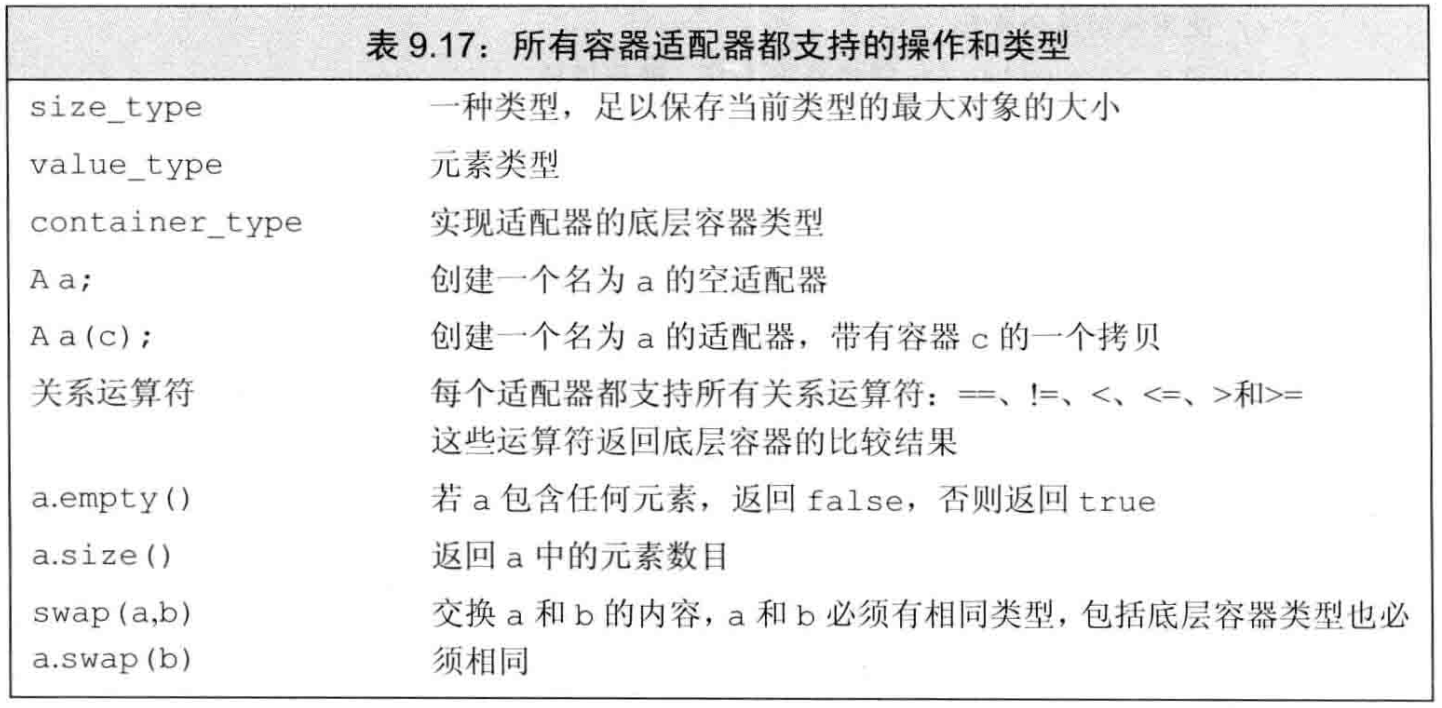 表 9.17：所有容器适配器都支持的操作和类型
size_type 一种类型，足以保存当前类型的最大对象的大小
value_type 元素类型
container_type 实现适配器的底层容器类型
A a; 创建一个名为 a 的空适配器
A a(c); 创建一个名为 a 的适配器，带有容器 c 的一个拷贝
关系运算符 每个适配器都支持所有关系运算符：==、!=、<、<=、>和>=
这些运算符返回底层容器的比较结果
a.empty() 若 a 包含任何元素，返回 false，否则返回 true
a.size() 返回 a 中的元素数目
swap(a,b) 交换 a 和 b 的内容，a 和 b 必须有相同类型，包括底层容器类型也必
a.swap(b) 须相同